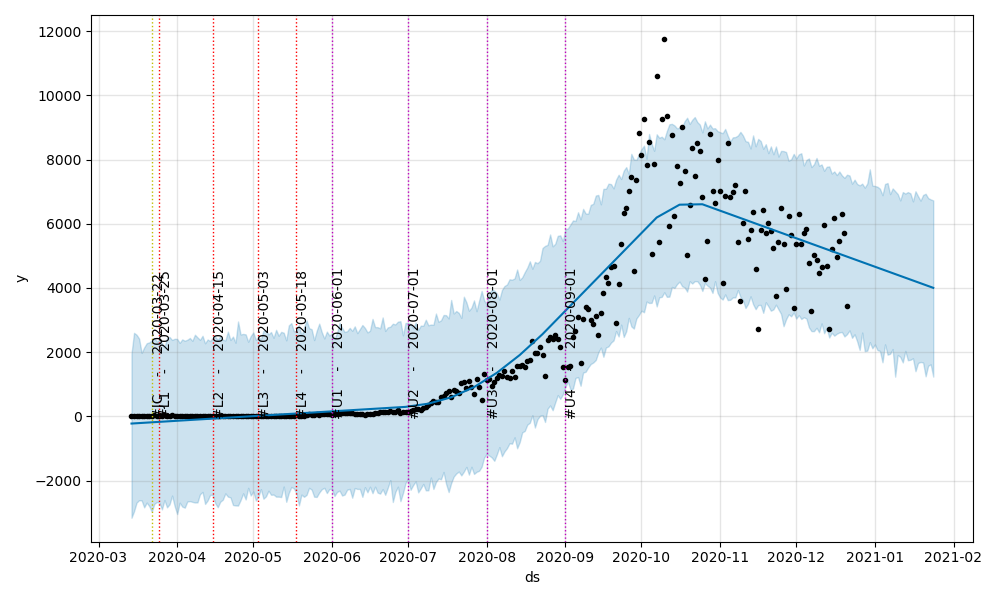 12000
10000
8000
6000
4000
2000
0
−2000
y
#JC - 2020-03-22
#L1 - 2020-03-25
#L2 - 2020-04-15
#L3 - 2020-05-03
#L4 - 2020-05-18
#U1 - 2020-06-01
#U2 - 2020-07-01
#U3 - 2020-08-01
#U4 - 2020-09-01
2020-03 2020-04 2020-05 2020-06 2020-07 2020-08 2020-09 2020-10 2020-11 2020-12 2021-01 2021-02
ds